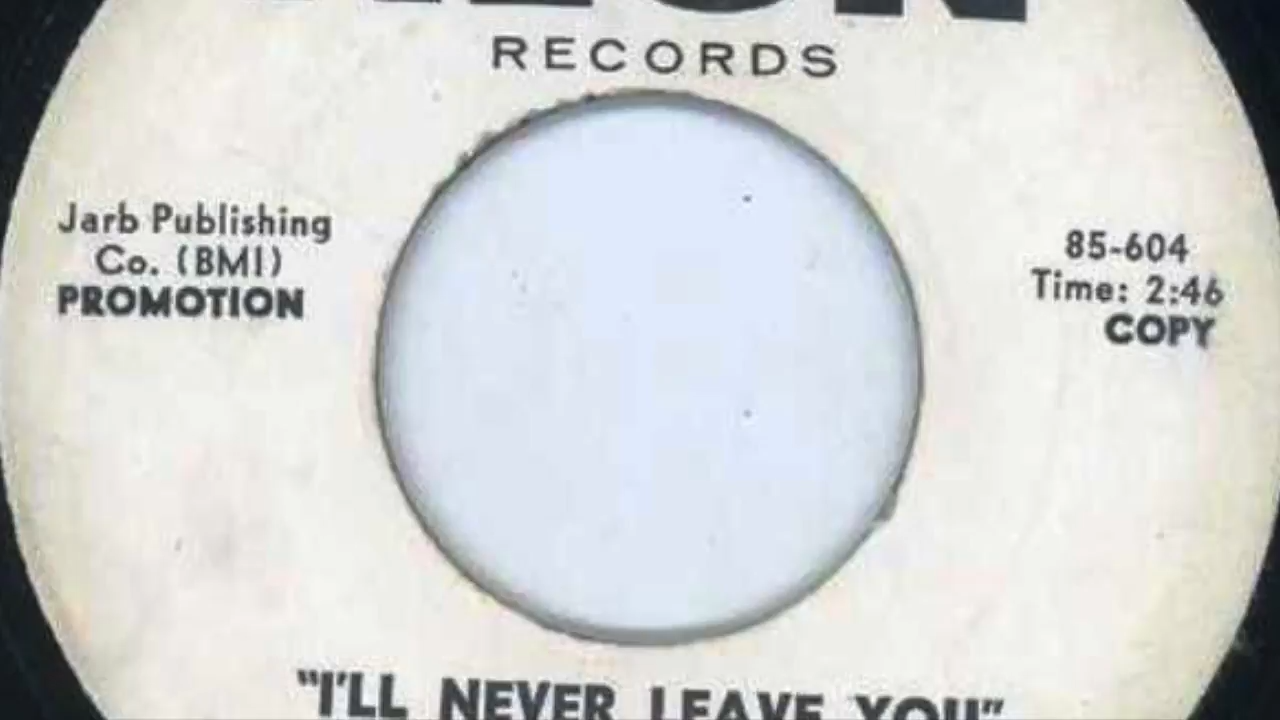 RECORDS
Jarb Publishing
Co. (BMI)
PROMOTION
85-604
Time: 2:46
COPY
"I'LL NEVER LEAVE YOU"